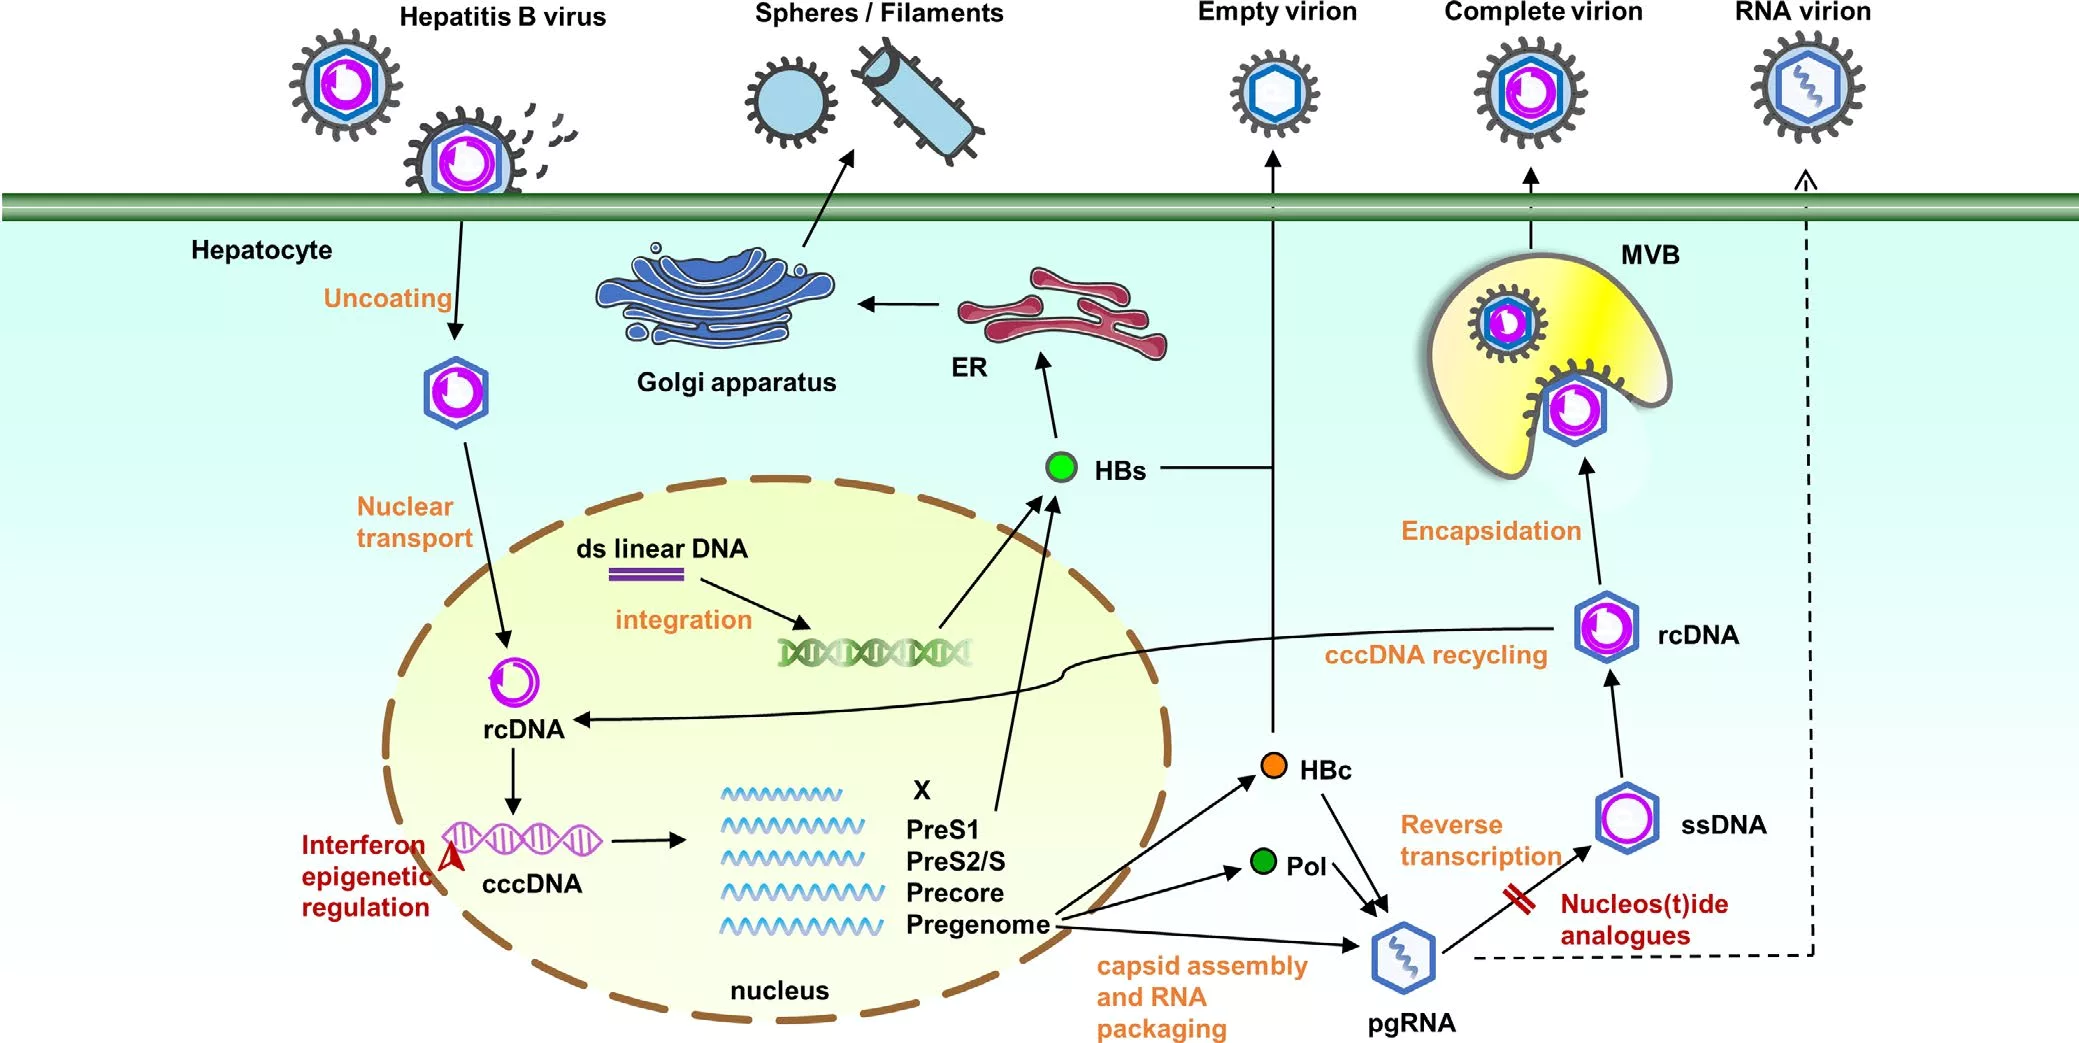 Hepatitis B virus
Spheres / Filaments
Empty virion
Complete virion
RNA virion
Hepatocyte
MVB
Uncoating
Golgi apparatus
ER
HBs
Nuclear
transport
ds linear DNA
integration
Encapsidation
rcDNA
cccDNA recycling
rcDNA
HBc
X
PreS1
PreS2/S
Precore
Pregenome
Interferon
epigenetic
regulation
cccDNA
Pol
Reverse
transcription
ssDNA
Nucleos(t)ide
analogues
capsid assembly
and RNA
packaging
nucleus
pgRNA